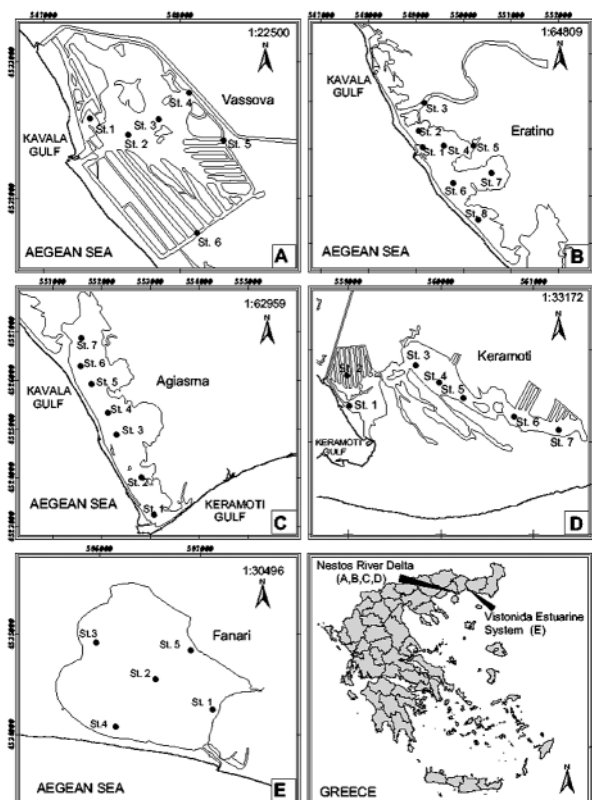 547000 548000
1:22500
N
Vassova
St. 4
St. 1
St. 3
St. 2
St. 5
KAVALA
GULF
St. 6
AEGEAN SEA
A
1:64809
N
KAVALA
GULF
St. 3
Eratino
St. 2
St. 1
St. 4
St. 5
St. 7
St. 6
St. 8
AEGEAN SEA
B
1:62959
N
St. 7
St. 6
KAVALA
GULF
St. 5
Agiasma
St. 4
St. 3
St. 2
AEGEAN SEA
KERAMOTI
GULF
St. 1
C
560000 561000
1:33172
N
St. 3
Keramoti
St. 2
St. 4
St. 5
St. 1
St. 6
St. 7
KERAMOTI
GULF
D
1:30496
N
Fanari
St.3
St. 5
St. 2
St. 1
St.4
AEGEAN SEA
E
Nestos River Delta
(A,B,C,D)
Vistonida Estuarine
System (E)
N
GREECE